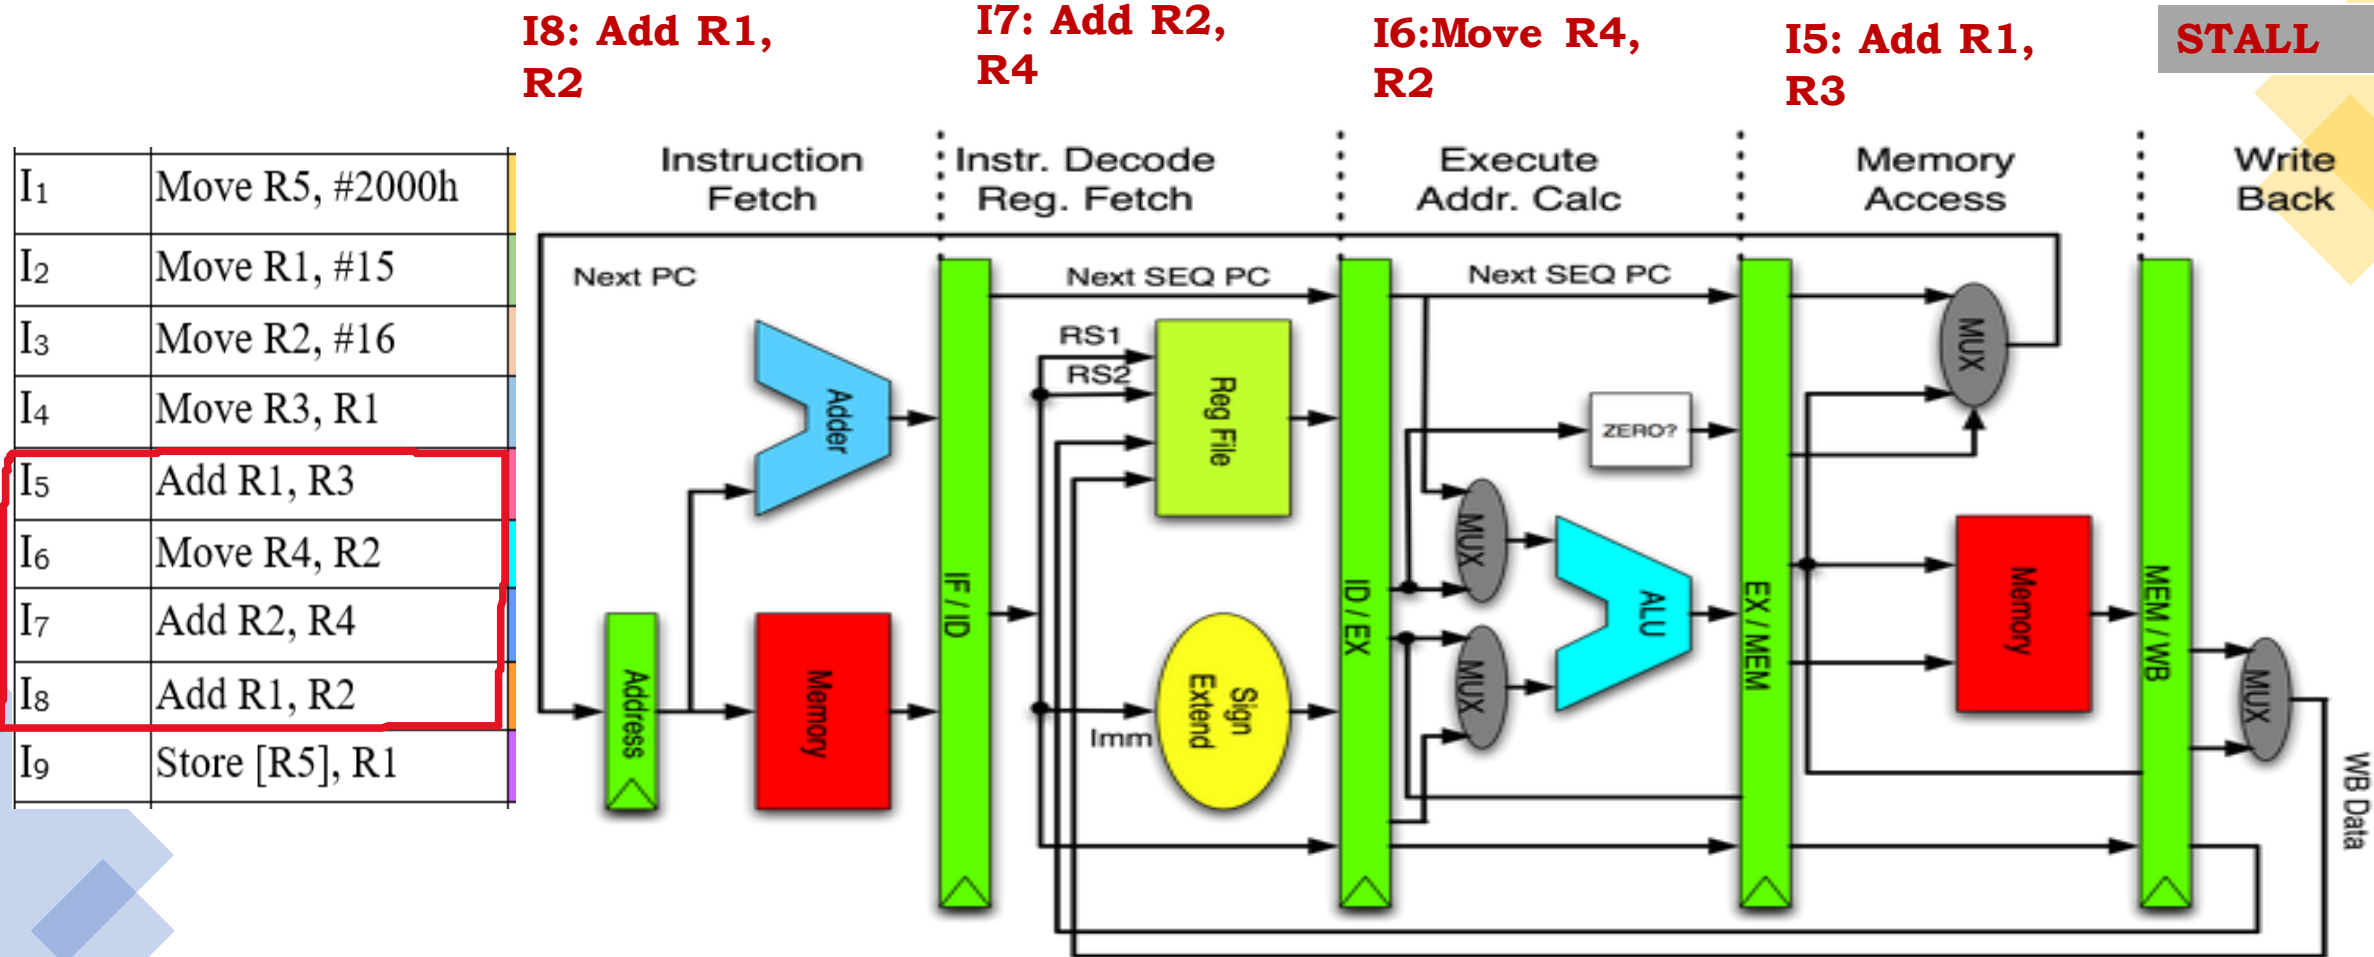 I8: Add R1,
R2
I7: Add R2,
R4
I6:Move R4,
R2
I5: Add R1,
R3
STALL
I1 Move R5, #2000h
I2 Move R1, #15
I3 Move R2, #16
I4 Move R3, R1
I5 Add R1, R3
I6 Move R4, R2
I7 Add R2, R4
I8 Add R1, R2
I9 Store [R5], R1
Instruction
Fetch
Instr. Decode
Reg. Fetch
Execute
Addr. Calc
Memory
Access
Write
Back
Next PC
Next SEQ PC
Next SEQ PC
RS1
RS2
Reg File
Adder
MUX
ZERO?
MUX
ALU
MUX
IF / ID
ID / EX
EX / MEM
MEM / WB
Address
Memory
Sign
Extend
Imm
Memory
MUX
WB Data